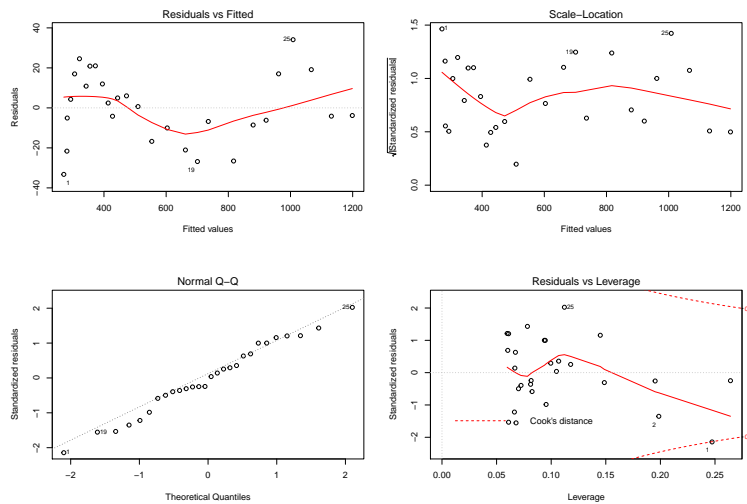 Residuals vs Fitted
Residuals
40
20
0
−20
−40
25
19
1
400 600 800 1000 1200
Fitted values
Scale−Location
√|Standardized residuals|
1.5
1.0
0.5
0.0
1
19
25
400 600 800 1000 1200
Fitted values
Normal Q−Q
Standardized residuals
2
1
0
−1
−2
25
19
1
−2 −1 0 1 2
Theoretical Quantiles
Residuals vs Leverage
Standardized residuals
2
1
0
−1
−2
25
2
1
Cook's distance
0.00 0.05 0.10 0.15 0.20 0.25
Leverage